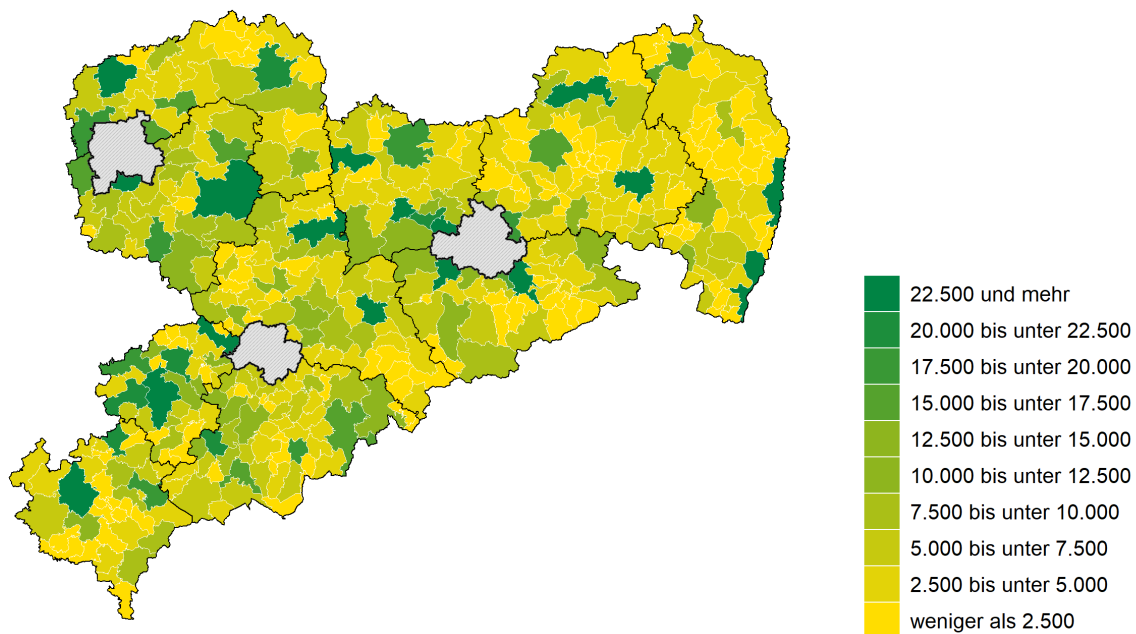 22.500 und mehr
20.000 bis unter 22.500
17.500 bis unter 20.000
15.000 bis unter 17.500
12.500 bis unter 15.000
10.000 bis unter 12.500
7.500 bis unter 10.000
5.000 bis unter 7.500
2.500 bis unter 5.000
weniger als 2.500